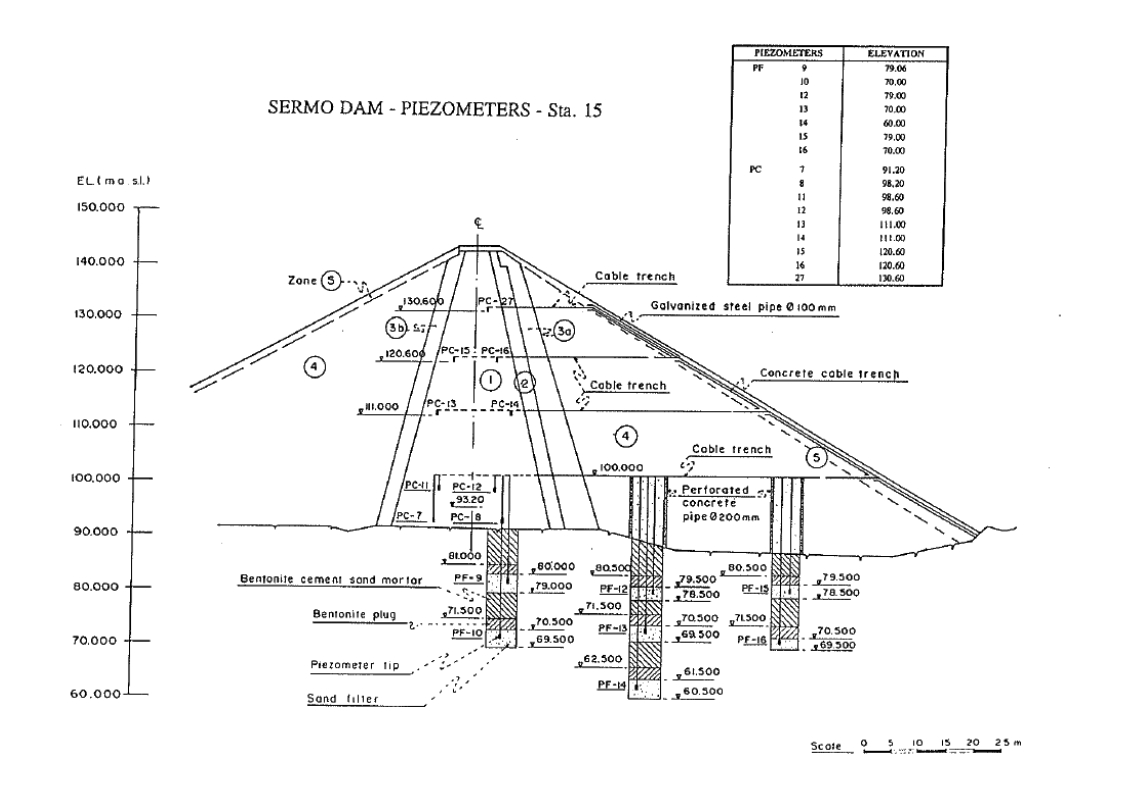 PIEZOMETERS ELEVATION
PF 9 79.06
10 70.00
12 79.00
13 70.00
14 60.00
15 79.00
16 70.00
PC 7 91.20
8 98.20
11 98.60
12 98.60
13 111.00
14 111.00
15 120.60
16 120.60
27 130.60
SERMO DAM - PIEZOMETERS - Sta. 15
EL.( m a. s.l.)
150.000
140.000
130.000
120.000
110.000
100.000
90.000
80.000
70.000
60.000
℄
Zone 5
Cable trench
130.600 PC-27
Galvanized steel pipe Ø100mm
3b
3a
120.600 PC-15 PC-16
4
1
2
Cable trench
Concrete cable trench
111.000 PC-13 PC-14
4
Cable trench
5
100.000
PC-11 PC-12
93.20
PC-7 PC-8
Perforated
concrete
pipe Ø200mm
81.000 80.000
PF-9 79.000
80.500 79.500
PF-12 78.500
80.500 79.500
PF-15 78.500
Bentonite cement sand mortar
71.500 70.500
PF-10 69.500
71.500 70.500
PF-13 69.500
71.500 70.500
PF-16 69.500
Bentonite plug
62.500 61.500
PF-14 60.500
Piezometer tip
Sand filter
Scale 0 5 10 15 20 25 m